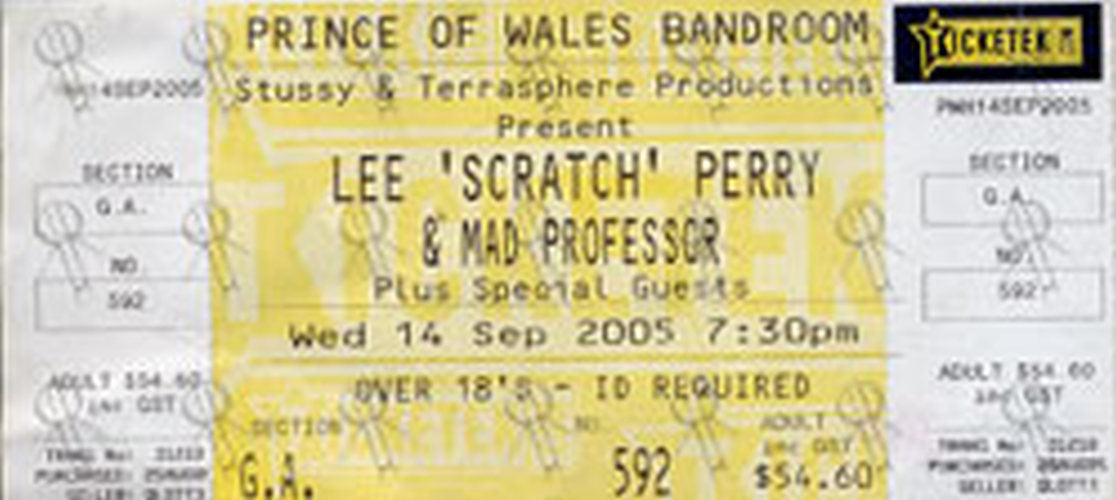 14SEP2005
SECTION
G.A.
NO.
592
ADULT $54.60
inc GST
PRINCE OF WALES BANDROOM
Stussy & Terrasphere Productions
Present
LEE 'SCRATCH' PERRY
& MAD PROFESSOR
Plus Special Guests
Wed 14 Sep 2005 7:30pm
OVER 18'S - ID REQUIRED
SECTION NO. ADULT
inc GST
G.A. 592 $54.60
TICKETEK
PWH14SEP2005
SECTION
G.A.
NO.
592
ADULT $54.60
inc GST